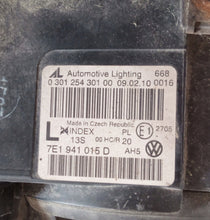 AL Automotive Lighting 668
0 301 254 301 00 09.02.10 0016
Made in Czech Republic
L INDEX PL E1 2705
13S 00 HC/R 20
7E1 941 015 D AH5 VW